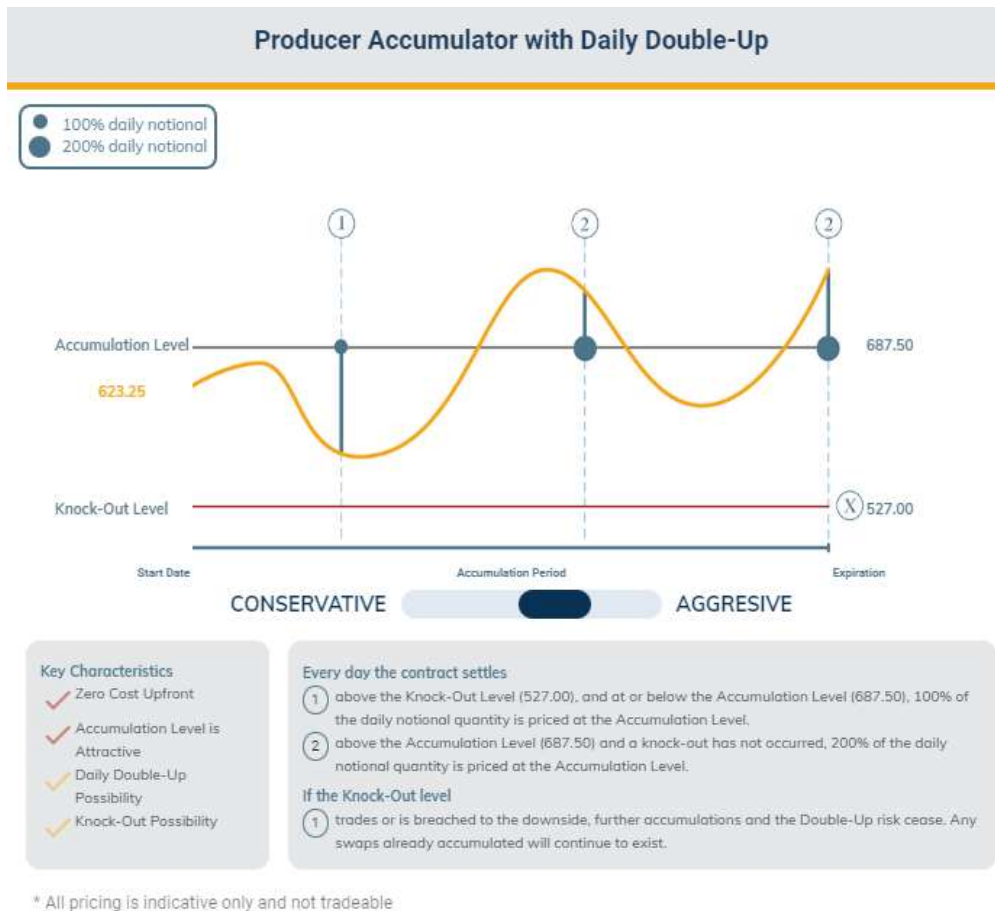 Producer Accumulator with Daily Double-Up
100% daily notional
200% daily notional
1
2
2
Accumulation Level
687.50
623.25
Knock-Out Level
X 527.00
Start Date
Accumulation Period
Expiration
CONSERVATIVE
AGGRESIVE
Key Characteristics
Zero Cost Upfront
Accumulation Level is
Attractive
Daily Double-Up
Possibility
Knock-Out Possibility
Every day the contract settles
1 above the Knock-Out Level (527.00), and at or below the Accumulation Level (687.50), 100% of
the daily notional quantity is priced at the Accumulation Level.
2 above the Accumulation Level (687.50) and a knock-out has not occurred, 200% of the daily
notional quantity is priced at the Accumulation Level.
If the Knock-Out level
1 trades or is breached to the downside, further accumulations and the Double-Up risk cease. Any
swaps already accumulated will continue to exist.
* All pricing is indicative only and not tradeable